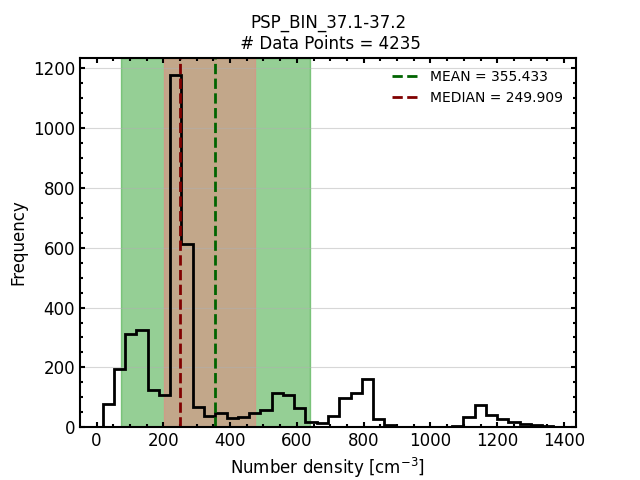 PSP_BIN_37.1-37.2
# Data Points = 4235
MEAN = 355.433
MEDIAN = 249.909
Frequency
1200
1000
800
600
400
200
0
0 200 400 600 800 1000 1200 1400
Number density [cm⁻³]